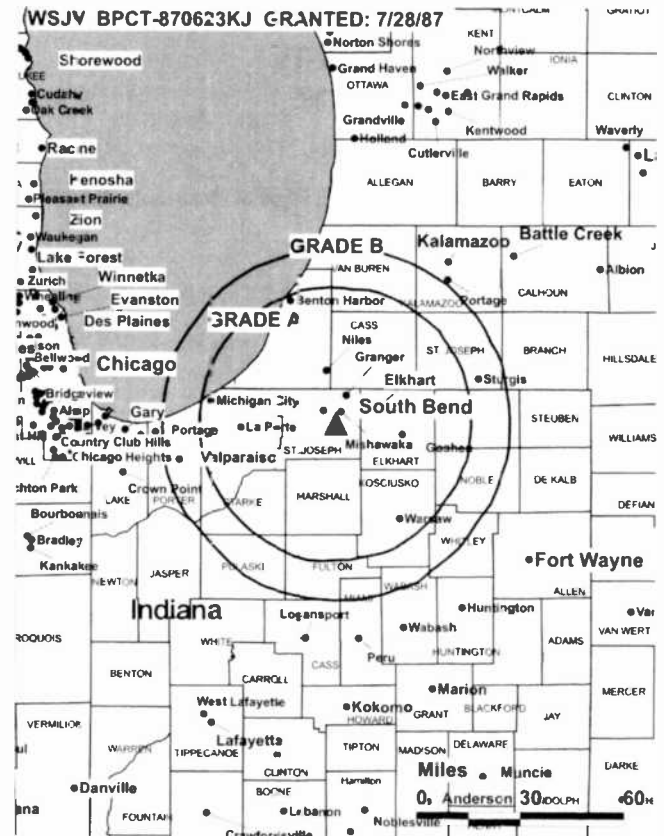 WSJV BPCT-870623KJ GRANTED: 7/28/87
KENT
Norton Shores
Northview
Shorewood
Grand Haven
Walker
IONIA
OTTAWA
Cudahy
East Grand Rapids
CLINTON
Oak Creek
Grandville
Kentwood
Waverly
Holland
Racine
Cutlerville
Kenosha
ALLEGAN
BARRY
EATON
Pleasant Prairie
Zion
Waukegan
GRADE B
Kalamazoo
Battle Creek
Lake Forest
VAN BUREN
Albion
Zurich
Winnetka
Portage
CALHOUN
Wheeling
Evanston
Benton Harbor
KALAMAZOO
Des Plaines
GRADE A
CASS
Niles
ST JOSEPH
BRANCH
HILLSDALE
Bellwood
Granger
Chicago
Elkhart
Sturgis
Bridgeview
Michigan City
Alsip
Gary
South Bend
STEUBEN
Portage
La Porte
WILLIAMS
Country Club Hills
Mishawaka
Goshen
Chicago Heights
Valparaiso
ST JOSEPH
ELKHART
KOSCIUSKO
NOBLE
DE KALB
LAKE
Crown Point
PORTER
STARKE
MARSHALL
Bourbonnais
Warsaw
Bradley
WHITLEY
Kankakee
Fort Wayne
NEWTON
JASPER
PULASKI
FULTON
ALLEN
MIAMI
WABASH
Indiana
Logansport
Huntington
Wabash
ADAMS
VAN WERT
WHITE
CASS
Peru
HUNTINGTON
BENTON
CARROLL
Marion
MERCER
West Lafayette
Kokomo
GRANT
BLACKFORD
JAY
HOWARD
WARREN
TIPPECANOE
Lafayette
TIPTON
MADISON
DELAWARE
CLINTON
DARKE
BOONE
Hamilton
Miles
Muncie
Danville
Lebanon
0
Anderson
30
60
FOUNTAIN
Noblesville
Crawfordsville